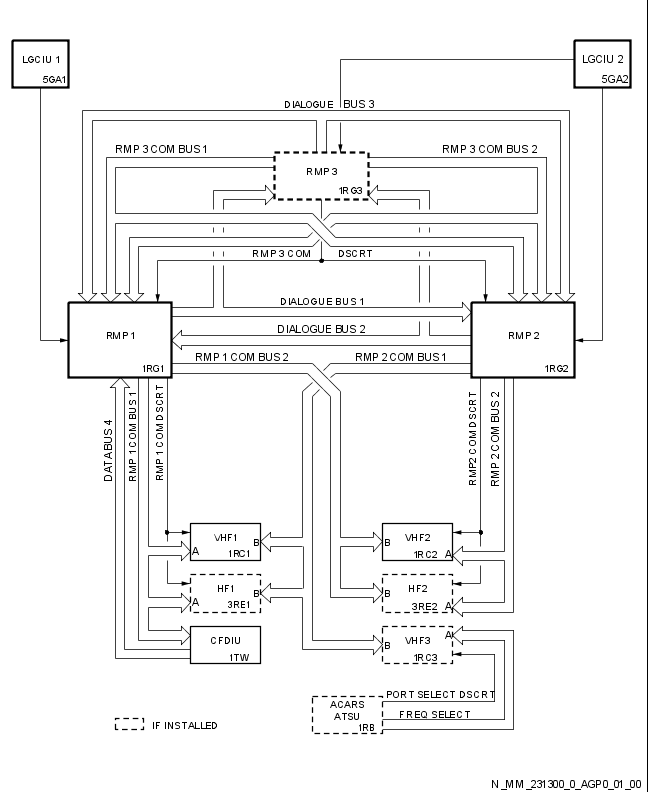 LGCIU 1
5GA1
LGCIU 2
5GA2
DIALOGUE BUS 3
RMP 3 COM BUS 1
RMP 3 COM BUS 2
RMP 3
1RG3
RMP 3 COM DSCRT
RMP 1
1RG1
DIALOGUE BUS 1
DIALOGUE BUS 2
RMP 2
1RG2
RMP 1 COM BUS 2
RMP 2 COM BUS 1
DATA BUS 4
RMP 1 COM BUS 1
RMP 1 COM DSCRT
RMP2 COM DSCRT
RMP 2 COM BUS 2
VHF1
1RC1
A
B
VHF2
1RC2
B
A
HF1
3RE1
A
B
HF2
3RE2
B
A
CFDIU
1TW
VHF3
1RC3
B
A
ACARS
ATSU
1RB
PORT SELECT DSCRT
FREQ SELECT
IF INSTALLED
N_MM_231300_0_AGP0_01_00